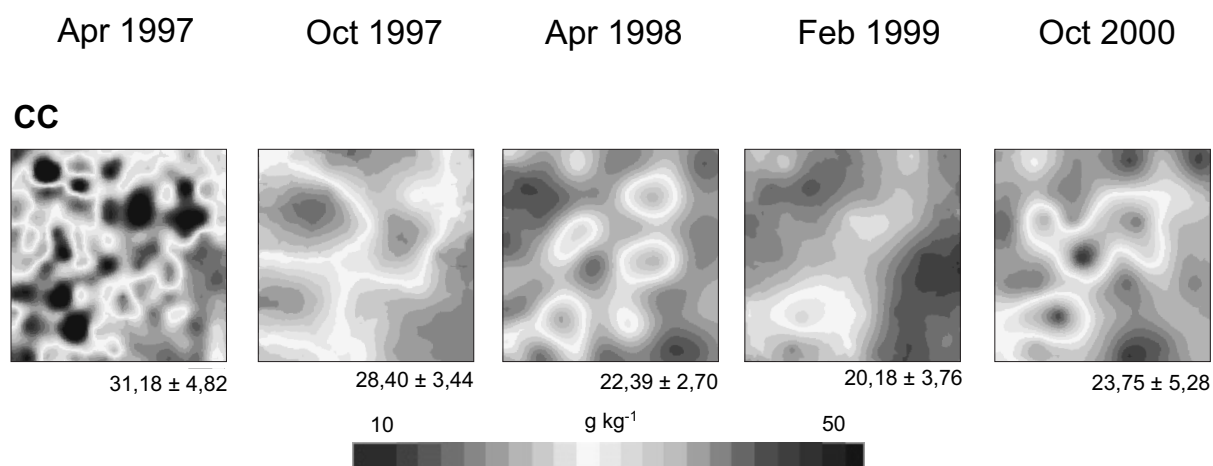 Apr 1997 Oct 1997 Apr 1998 Feb 1999 Oct 2000
CC
31,18 ± 4,82 28,40 ± 3,44 22,39 ± 2,70 20,18 ± 3,76 23,75 ± 5,28
10 g kg⁻¹ 50